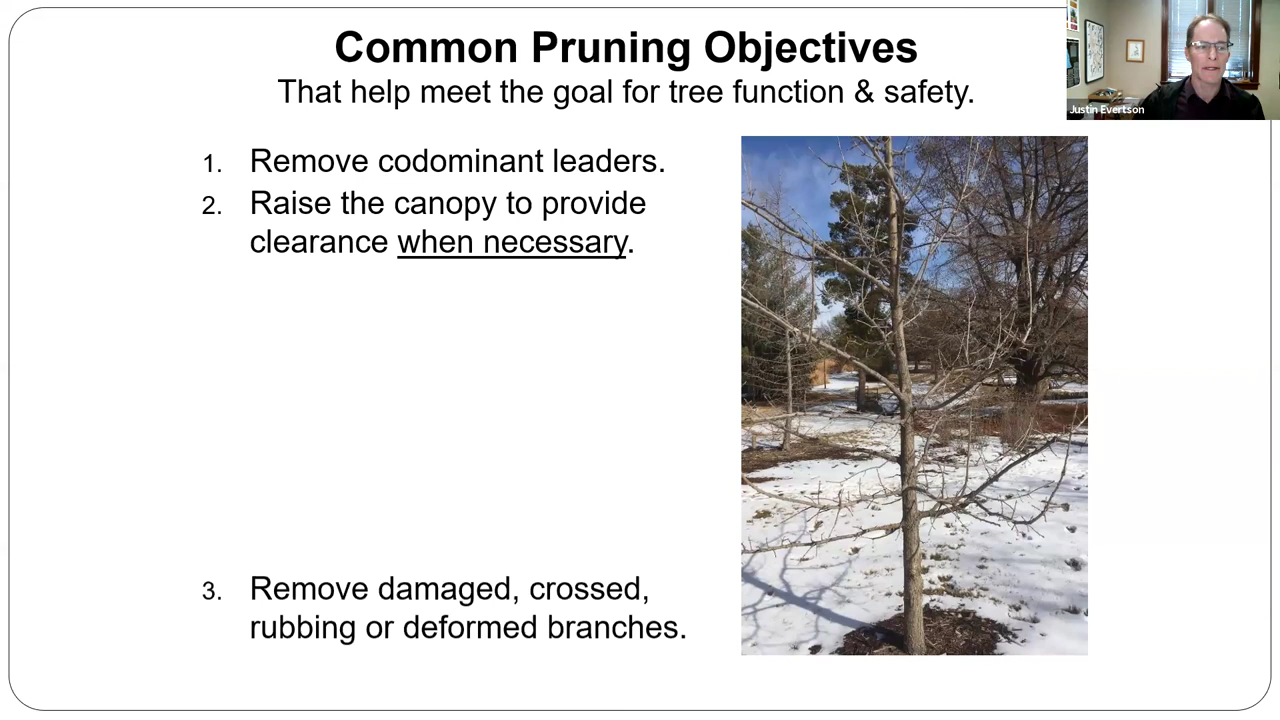 Common Pruning Objectives
That help meet the goal for tree function & safety.
Justin Evertson
1. Remove codominant leaders.
2. Raise the canopy to provide
clearance when necessary.
3. Remove damaged, crossed,
rubbing or deformed branches.